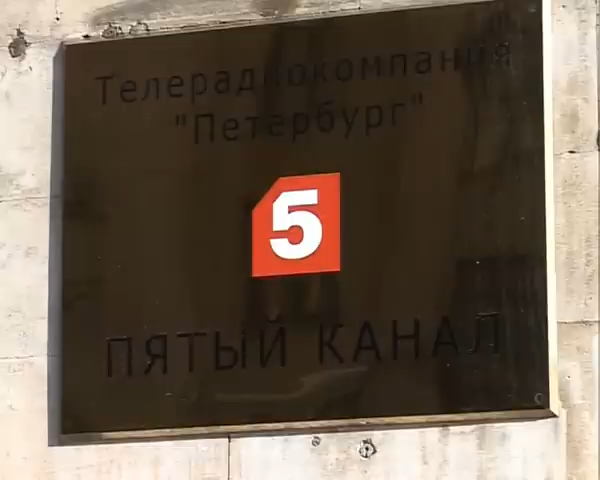 Телерадиокомпания
"Петербург"
5
ПЯТЫЙ КАНАЛ